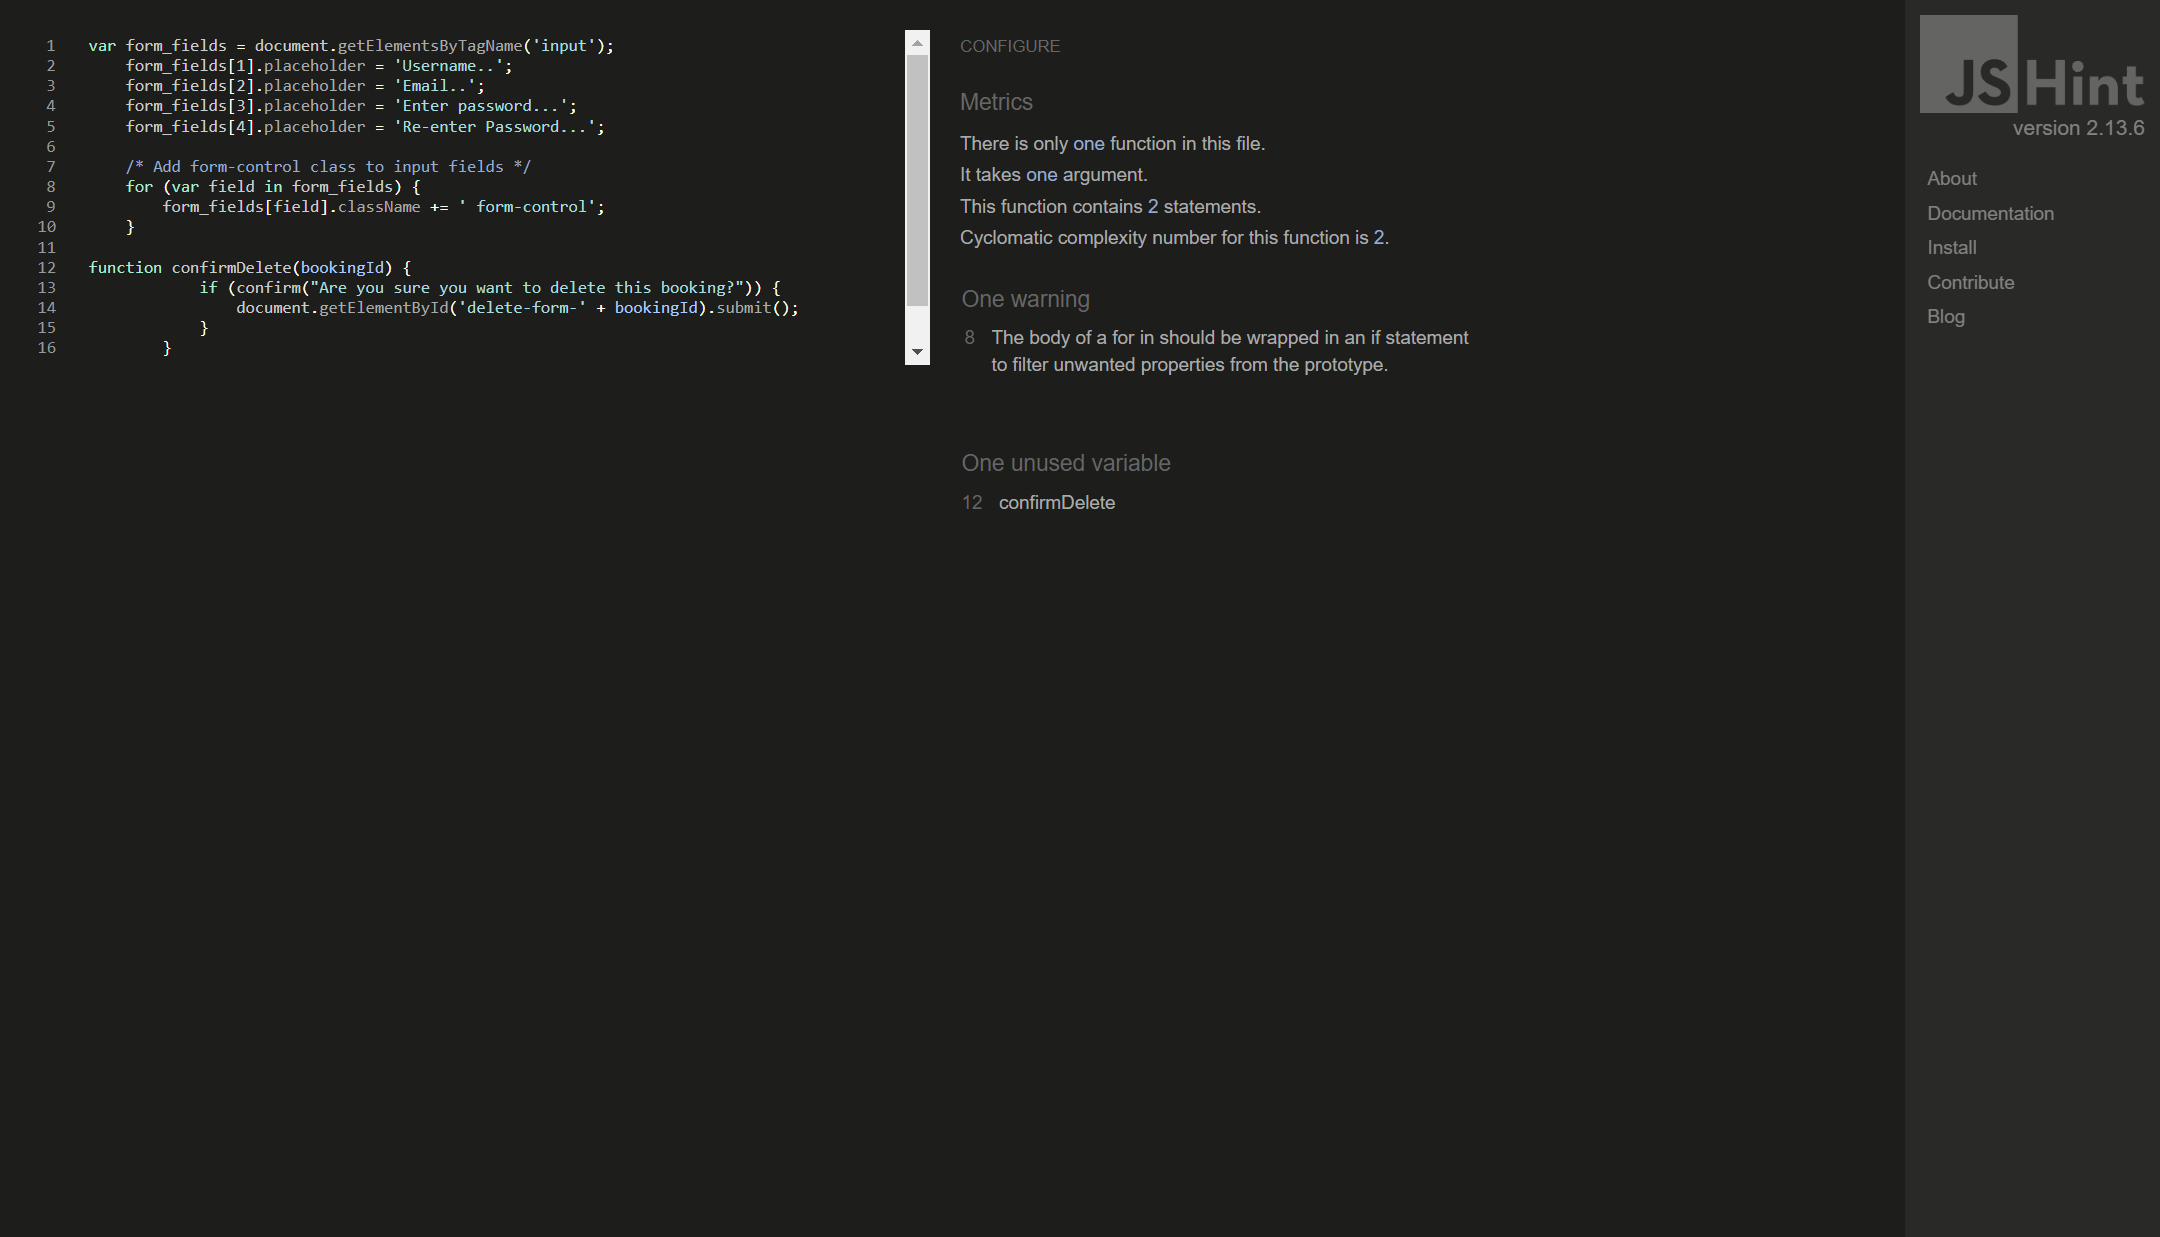 1 var form_fields = document.getElementsByTagName('input');
2 form_fields[1].placeholder = 'Username..';
3 form_fields[2].placeholder = 'Email..';
4 form_fields[3].placeholder = 'Enter password...';
5 form_fields[4].placeholder = 'Re-enter Password...';
6
7 /* Add form-control class to input fields */
8 for (var field in form_fields) {
9 form_fields[field].className += ' form-control';
10 }
11
12 function confirmDelete(bookingId) {
13 if (confirm("Are you sure you want to delete this booking?")) {
14 document.getElementById('delete-form-' + bookingId).submit();
15 }
16 }
CONFIGURE
Metrics
There is only one function in this file.
It takes one argument.
This function contains 2 statements.
Cyclomatic complexity number for this function is 2.
One warning
8 The body of a for in should be wrapped in an if statement
to filter unwanted properties from the prototype.
One unused variable
12 confirmDelete
JSHint
version 2.13.6
About
Documentation
Install
Contribute
Blog